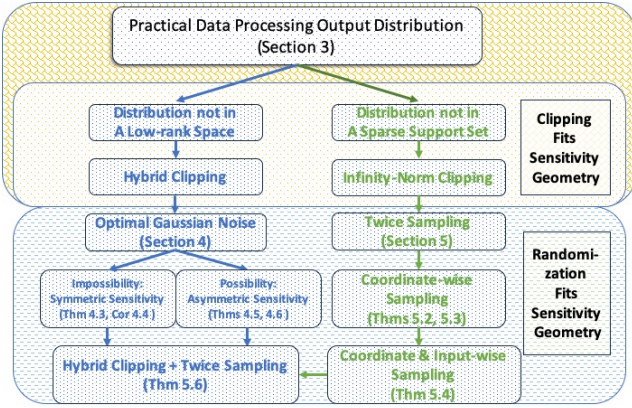 Practical Data Processing Output Distribution
(Section 3)
Distribution not in
A Low-rank Space
Distribution not in
A Sparse Support Set
Clipping
Fits
Sensitivity
Geometry
Hybrid Clipping
Infinity-Norm Clipping
Optimal Gaussian Noise
(Section 4)
Twice Sampling
(Section 5)
Randomi-
zation
Fits
Sensitivity
Geometry
Impossibility:
Symmetric Sensitivity
(Thm 4.3, Cor 4.4 )
Possibility:
Asymmetric Sensitivity
(Thms 4.5, 4.6 )
Coordinate-wise
Sampling
(Thms 5.2, 5.3)
Hybrid Clipping + Twice Sampling
(Thm 5.6)
Coordinate & Input-wise
Sampling
(Thm 5.4)